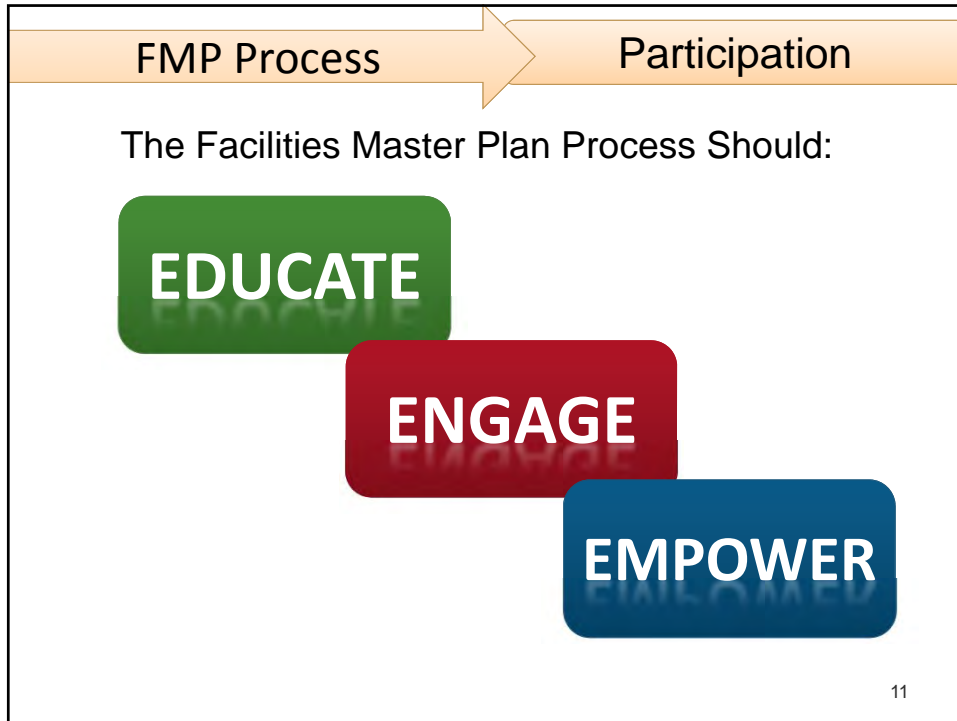 FMP Process
Participation
The Facilities Master Plan Process Should:
EDUCATE
ENGAGE
EMPOWER
11